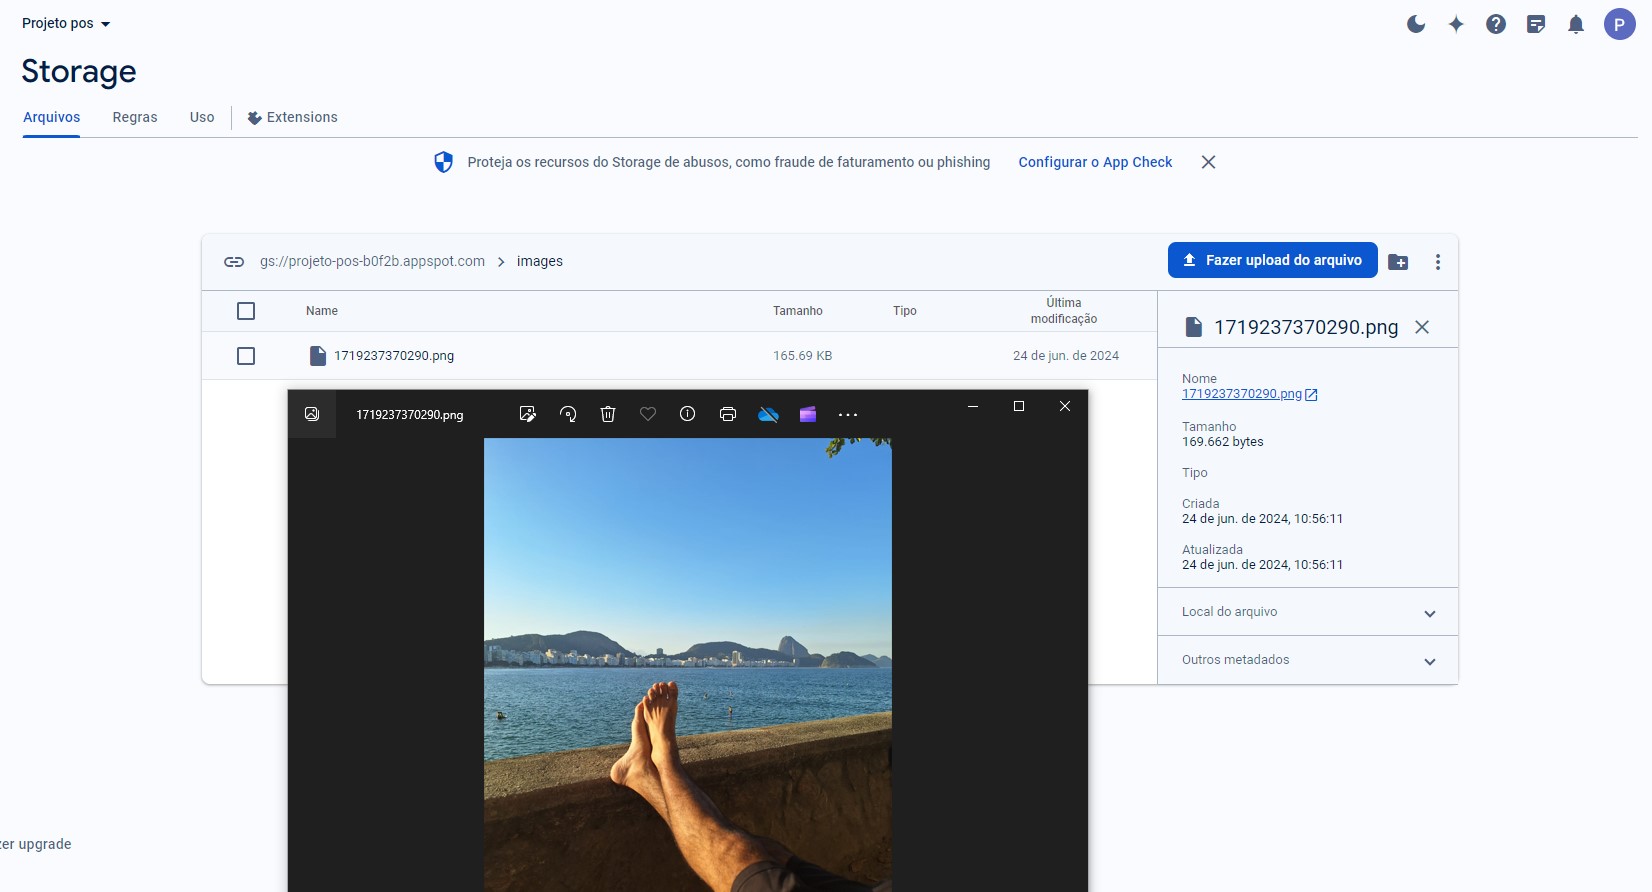 Projeto pos
P
Storage
Arquivos
Regras
Uso
Extensions
Proteja os recursos do Storage de abusos, como fraude de faturamento ou phishing
Configurar o App Check
gs://projeto-pos-b0f2b.appspot.com > images
Fazer upload do arquivo
Name
Tamanho
Tipo
Última
modificação
1719237370290.png
165.69 KB
24 de jun. de 2024
1719237370290.png
Nome
1719237370290.png
Tamanho
169.662 bytes
Tipo
Criada
24 de jun. de 2024, 10:56:11
Atualizada
24 de jun. de 2024, 10:56:11
Local do arquivo
Outros metadados
1719237370290.png
zer upgrade